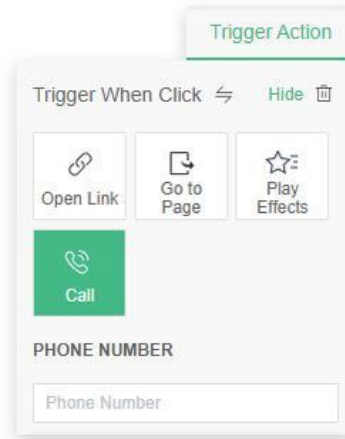 Trigger Action
Trigger When Click Hide
Open Link
Go to
Page
Play
Effects
Call
PHONE NUMBER
Phone Number